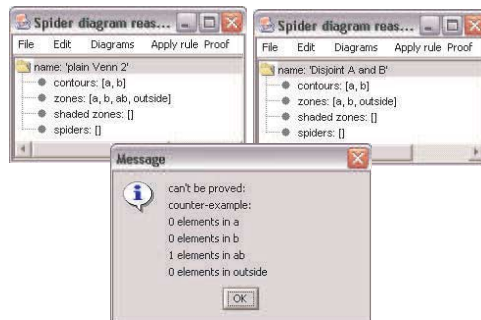 Spider diagram reas...
File Edit Diagrams Apply rule Proof
name: 'plain Venn 2'
contours: [a, b]
zones: [a, b, ab, outside]
shaded zones: []
spiders: []
Spider diagram reas...
File Edit Diagrams Apply rule Proof
name: 'Disjoint A and B'
contours: [a, b]
zones: [a, b, outside]
shaded zones: []
spiders: []
Message
can't be proved:
counter-example:
0 elements in a
0 elements in b
1 elements in ab
0 elements in outside
OK